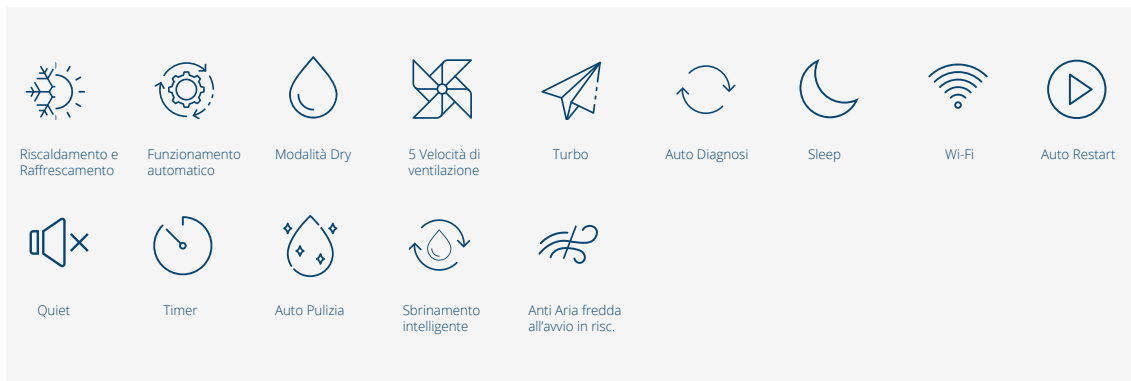 Riscaldamento e
Raffrescamento
Funzionamento
automatico
Modalità Dry
5 Velocità di
ventilazione
Turbo
Auto Diagnosi
Sleep
Wi-Fi
Auto Restart
Quiet
Timer
Auto Pulizia
Sbrinamento
intelligente
Anti Aria fredda
all'avvio in risc.